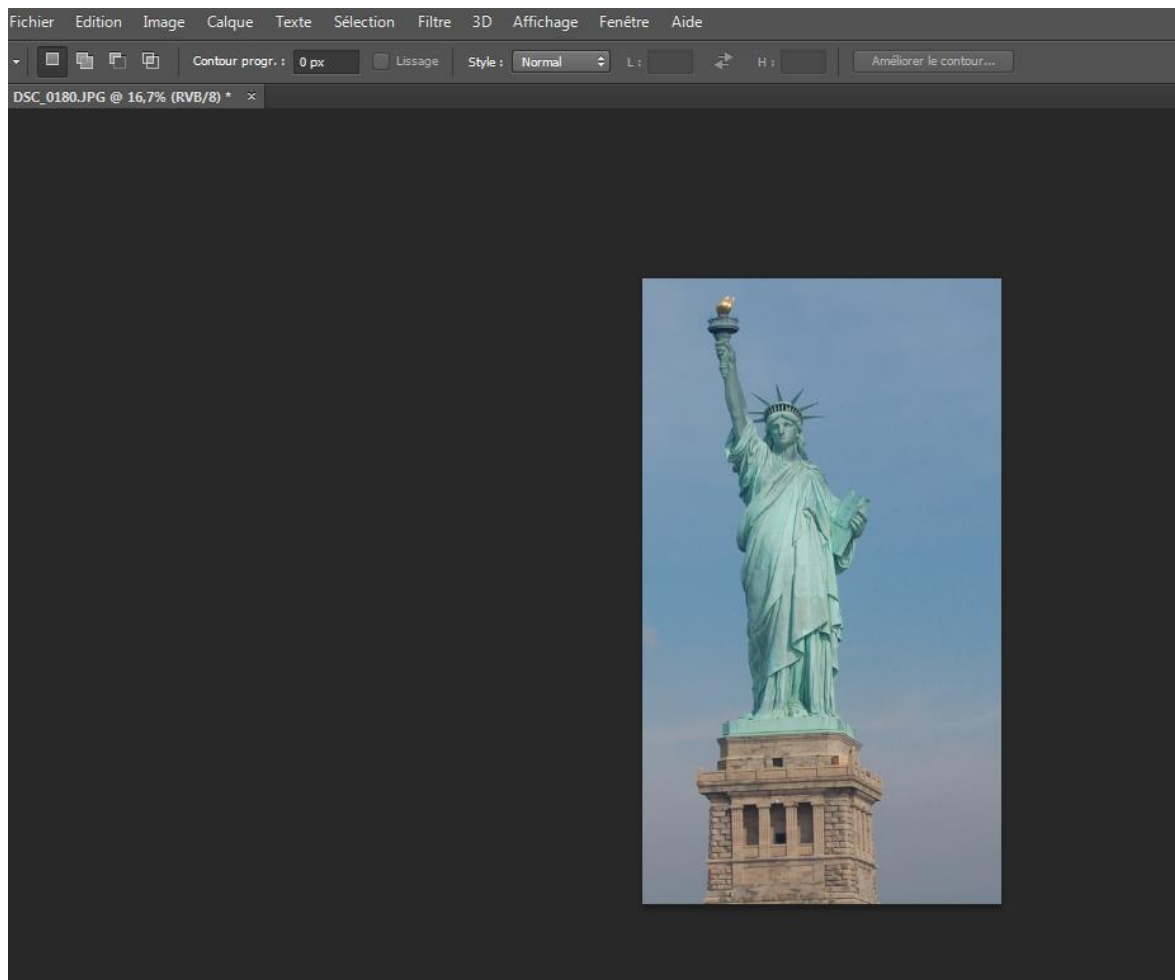 Fichier Edition Image Calque Texte Sélection Filtre 3D Affichage Fenêtre Aide
Contour progr. : 0 px Lissage Style : Normal L : H : Améliorer le contour...
DSC_0180.JPG @ 16,7% (RVB/8) * ×